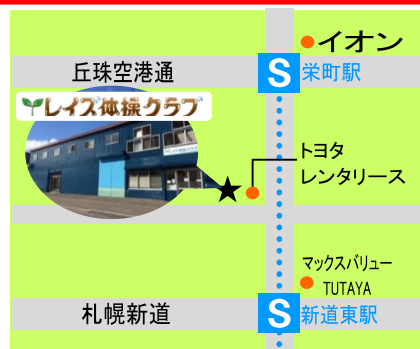 イオン
丘珠空港通
S
栄町駅
レイズ体操クラブ
トヨタ
レンタリース
マックスバリュー
TUTAYA
札幌新道
S
新道東駅